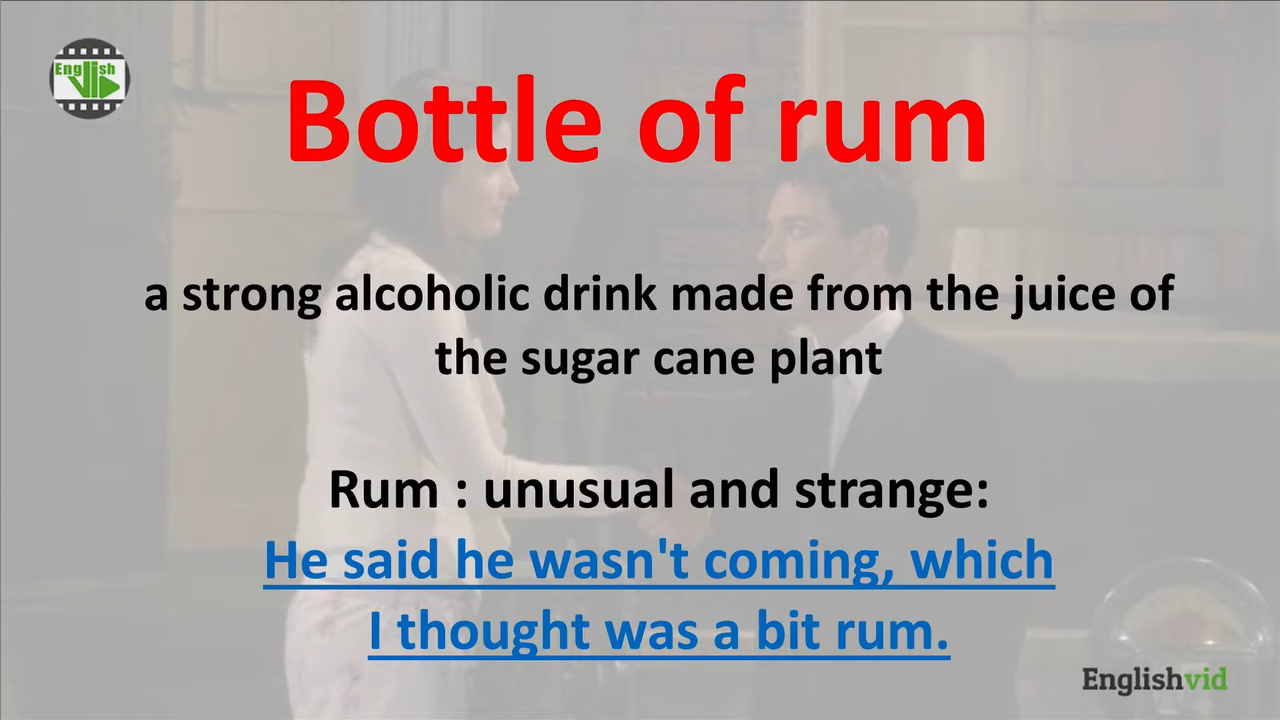 English
Bottle of rum
a strong alcoholic drink made from the juice of
the sugar cane plant
Rum : unusual and strange:
He said he wasn't coming, which
I thought was a bit rum.
Englishvid